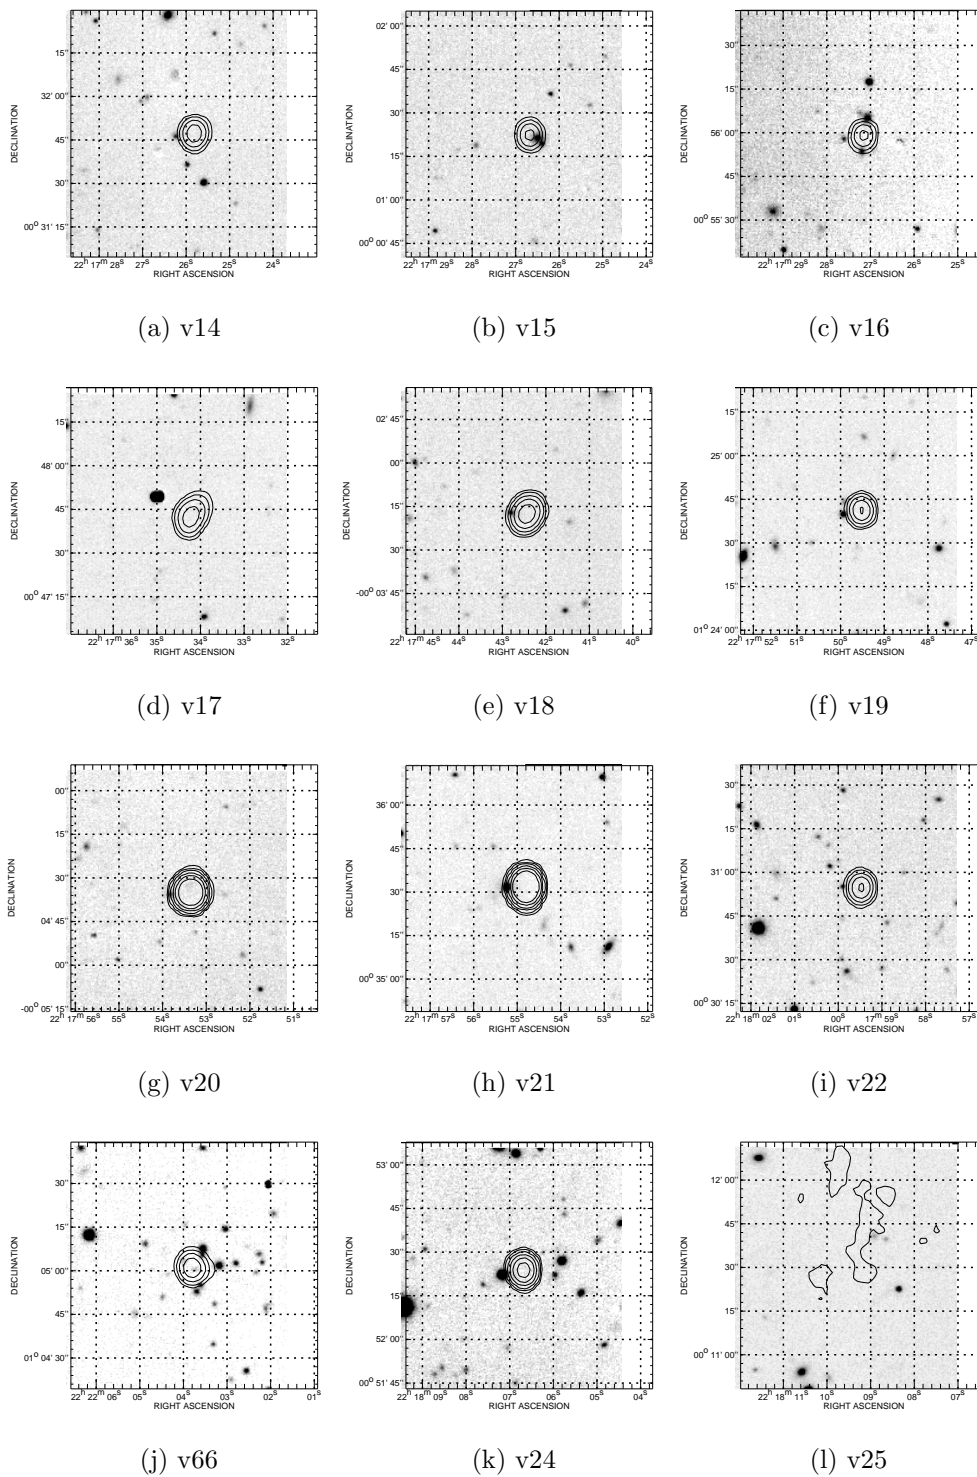 15"
32 00"
45"
30"
00° 31' 15"
DECLINATION
22h 17m 28s 27s 26s 25s 24s
RIGHT ASCENSION
(a) v14
02' 00"
45"
30"
15"
01' 00"
00° 00' 45"
DECLINATION
22h 17m 29s 28s 27s 26s 25s 24s
RIGHT ASCENSION
(b) v15
30"
15"
56' 00"
45"
00° 55' 30"
DECLINATION
22h 17m 29s 28s 27s 26s 25s
RIGHT ASCENSION
(c) v16
15"
48' 00"
45"
30"
00° 47' 15"
DECLINATION
22h 17m 36s 35s 34s 33s 32s
RIGHT ASCENSION
(d) v17
02' 45"
00"
15"
30"
-00° 03' 45"
DECLINATION
22h 17m 45s 44s 43s 42s 41s 40s
RIGHT ASCENSION
(e) v18
15"
25' 00"
45"
30"
15"
01° 24' 00"
DECLINATION
22h 17m 52s 51s 50s 49s 48s 47s
RIGHT ASCENSION
(f) v19
00"
15"
30"
04' 45"
00"
-00° 05' 15"
DECLINATION
22h 17m 56s 55s 54s 53s 52s 51s
RIGHT ASCENSION
(g) v20
36' 00"
45"
30"
15"
00° 35' 00"
DECLINATION
22h 17m 57s 56s 55s 54s 53s 52s
RIGHT ASCENSION
(h) v21
30"
15"
31' 00"
45"
30"
00° 30' 15"
DECLINATION
22h 18m 02s 01s 00s 17m 59s 58s 57s
RIGHT ASCENSION
(i) v22
30"
15"
05' 00"
45"
01° 04' 30"
DECLINATION
22h 22m 06s 05s 04s 03s 02s 01s
RIGHT ASCENSION
(j) v66
53' 00"
45"
30"
15"
52' 00"
00° 51' 45"
DECLINATION
22h 18m 09s 08s 07s 06s 05s 04s
RIGHT ASCENSION
(k) v24
12' 00"
45"
30"
15"
00° 11' 00"
DECLINATION
22h 18m 11s 10s 09s 08s 07s
RIGHT ASCENSION
(l) v25